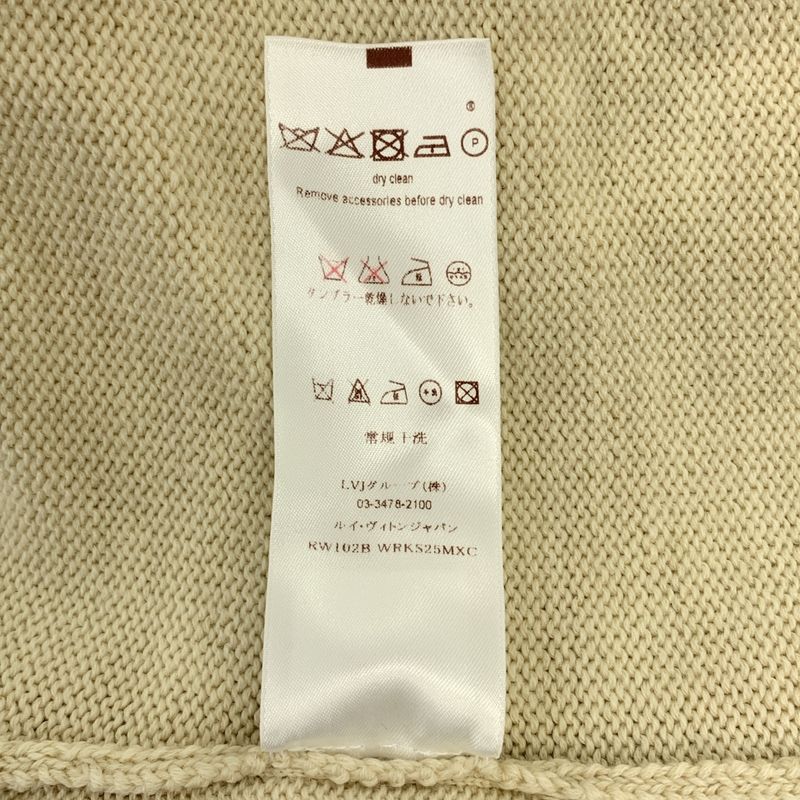 ®
P
dry clean
Remove accessories before dry clean
タンブラー乾燥しないで下さい。
常规干洗
LVJグループ(株)
03-3478-2100
ルイ・ヴィトンジャパン
RW102B WRKS25MXC